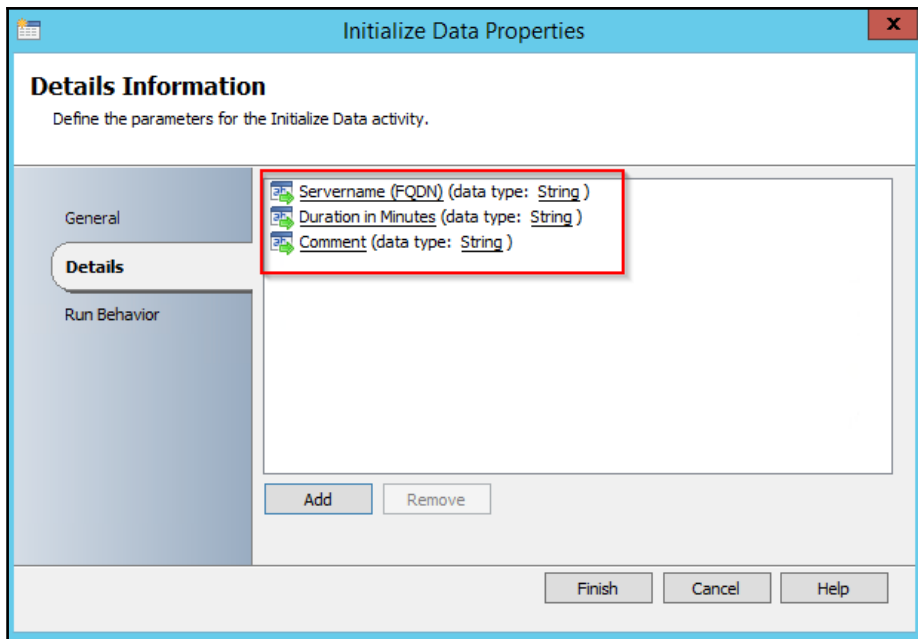 Initialize Data Properties
x
Details Information
Define the parameters for the Initialize Data activity.
General
Details
Run Behavior
Servername (FQDN) (data type: String )
Duration in Minutes (data type: String )
Comment (data type: String )
Add
Remove
Finish
Cancel
Help